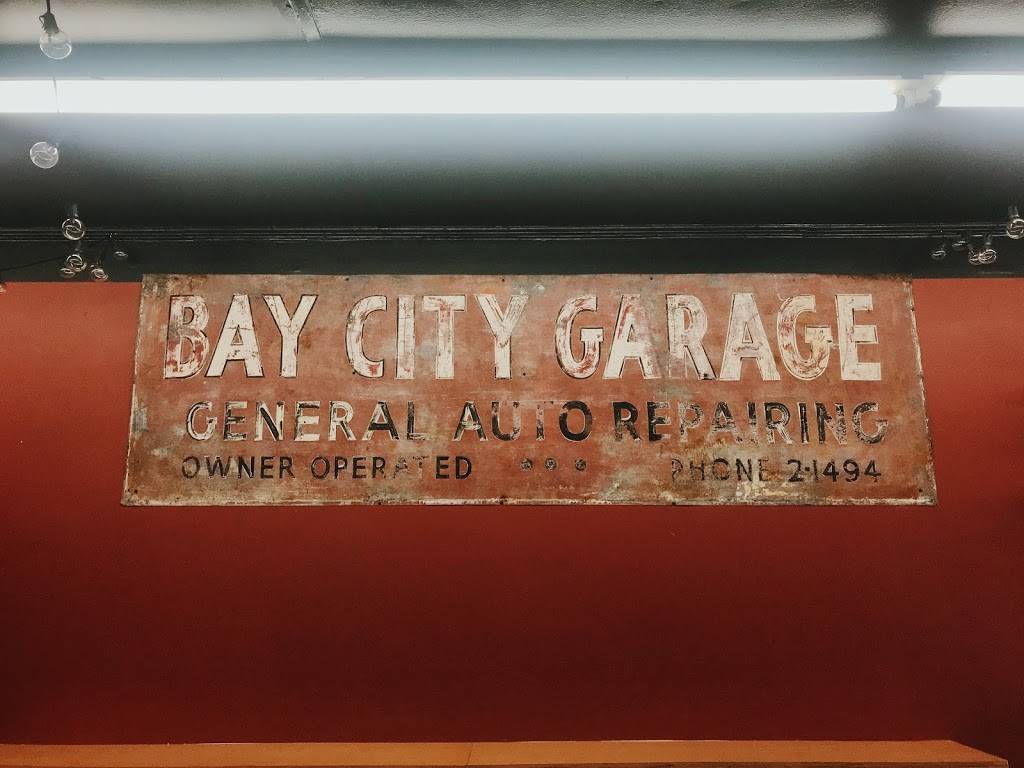 BAY CITY GARAGE
GENERAL AUTO REPAIRING
OWNER OPERATED PHONE 2-1494